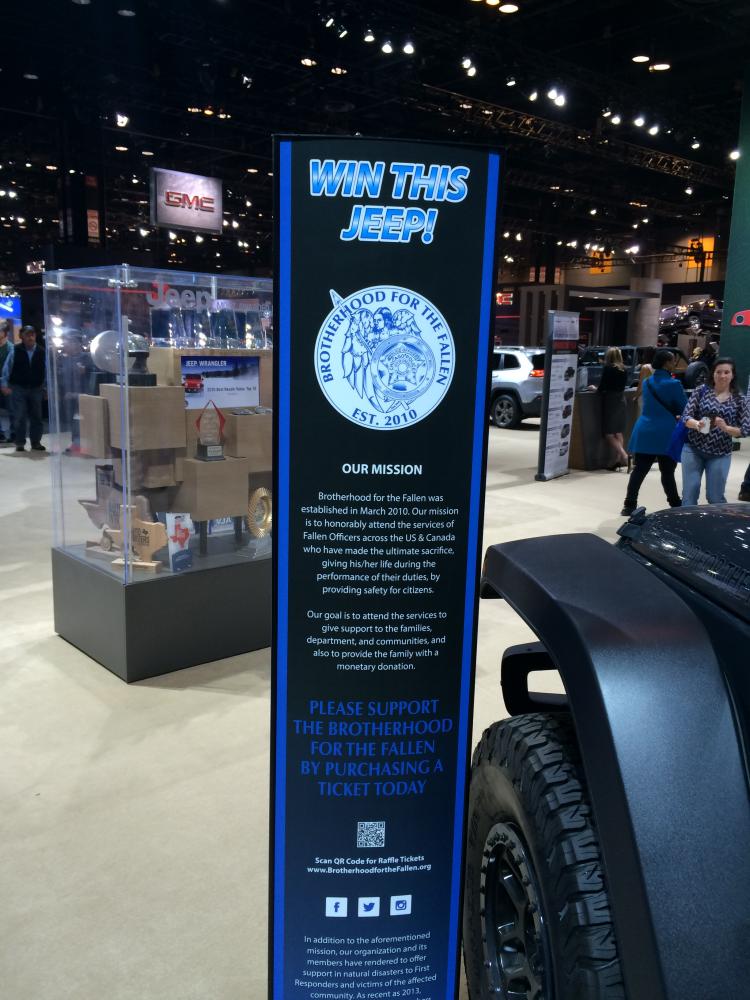 WIN THIS
JEEP!
BROTHERHOOD FOR THE FALLEN
EST. 2010
OUR MISSION
Brotherhood for the Fallen was
established in March 2010. Our mission
is to honorably attend the services of
Fallen Officers across the US & Canada
who have made the ultimate sacrifice,
giving his/her life during the
performance of their duties, by
providing safety for citizens.
Our goal is to attend the services to
give support to the families,
department, and communities, and
also to provide the family with a
monetary donation.
PLEASE SUPPORT
THE BROTHERHOOD
FOR THE FALLEN
BY PURCHASING A
TICKET TODAY
Scan QR Code for Raffle Tickets
www.BrotherhoodfortheFallen.org
In addition to the aforementioned
mission, our organization and its
members have rendered to offer
support in natural disasters to First
Responders and victims of the affected
community. As recent as 2013,
GMC
Jeep
JEEP WRANGLER